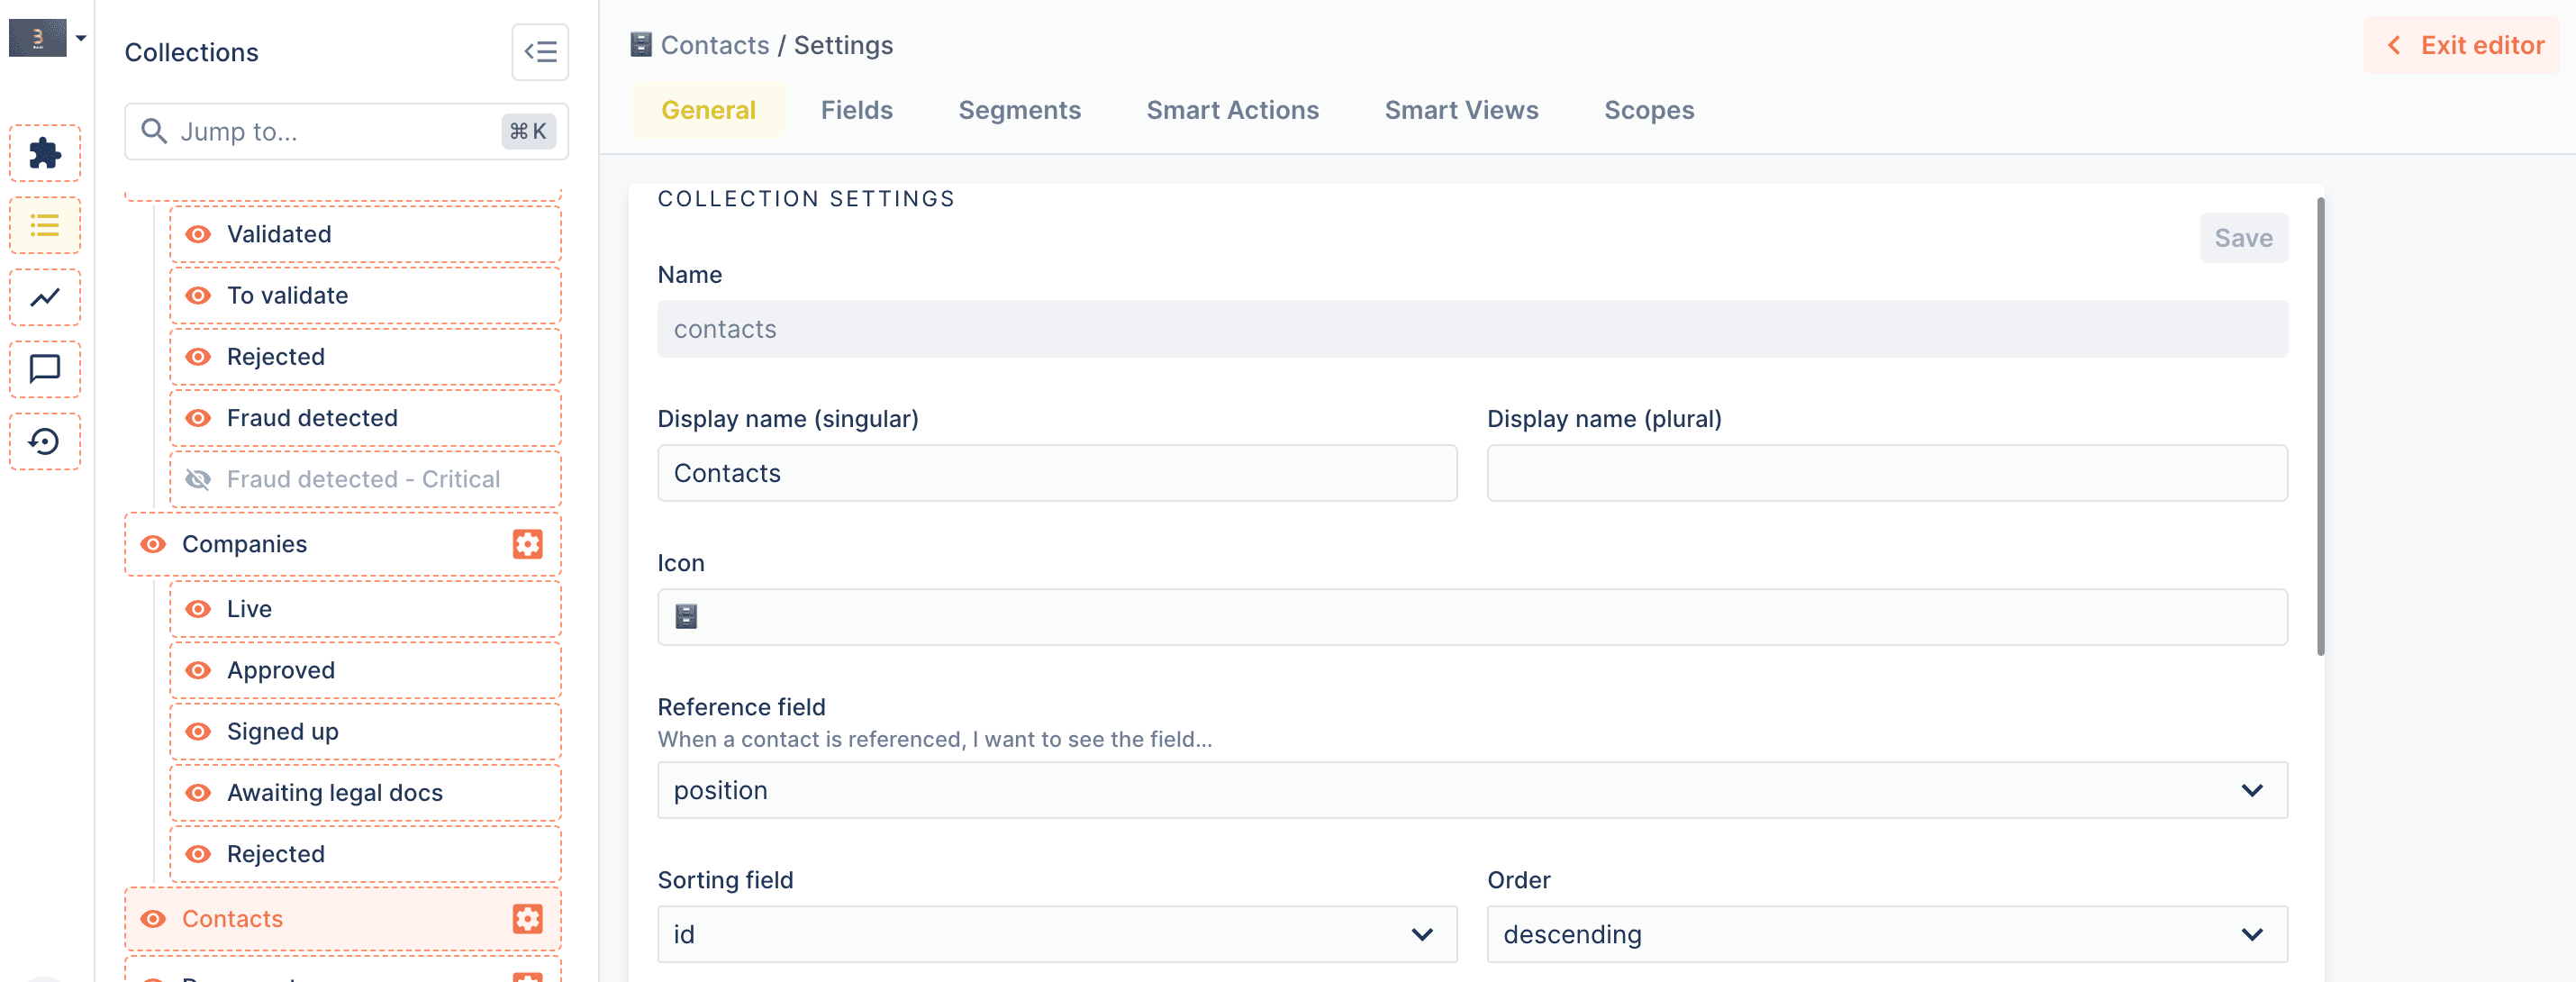 Collections
Jump to...
⌘ K
Validated
To validate
Rejected
Fraud detected
Fraud detected - Critical
Companies
Live
Approved
Signed up
Awaiting legal docs
Rejected
Contacts
Contacts / Settings
Exit editor
General
Fields
Segments
Smart Actions
Smart Views
Scopes
COLLECTION SETTINGS
Save
Name
contacts
Display name (singular)
Display name (plural)
Contacts
Icon
Reference field
When a contact is referenced, I want to see the field...
position
Sorting field
Order
id
descending